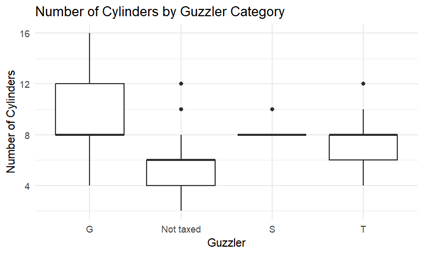 Number of Cylinders by Guzzler Category
Number of Cylinders
16
12
8
4
G Not taxed S T
Guzzler